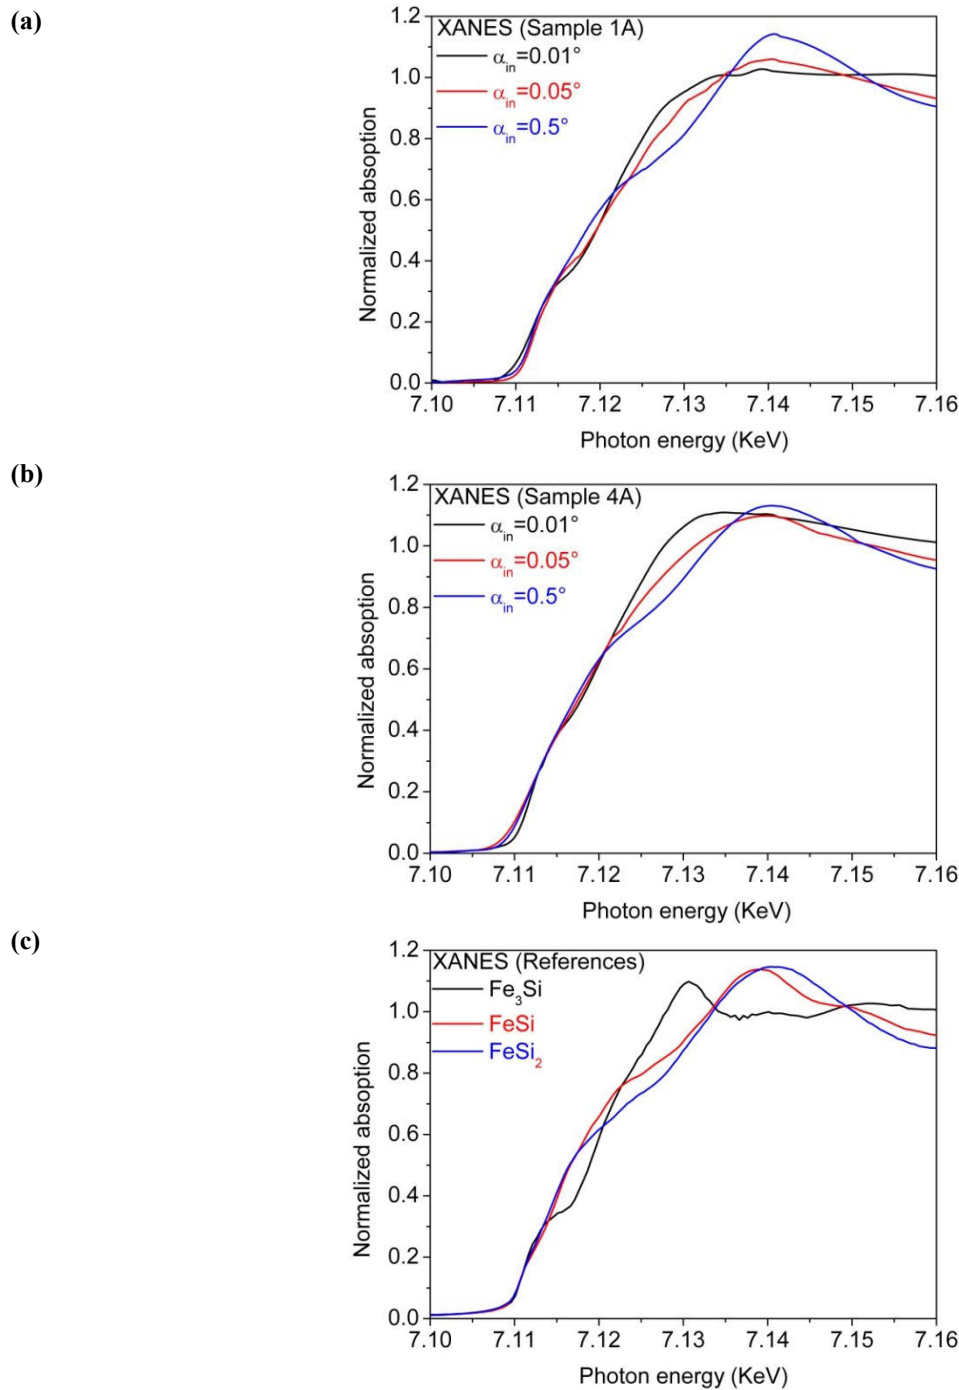 (a)
XANES (Sample 1A)
α_in=0.01°
α_in=0.05°
α_in=0.5°
1.2
1.0
0.8
0.6
0.4
0.2
0.0
Normalized absoption
7.10 7.11 7.12 7.13 7.14 7.15 7.16
Photon energy (KeV)
(b)
XANES (Sample 4A)
α_in=0.01°
α_in=0.05°
α_in=0.5°
1.2
1.0
0.8
0.6
0.4
0.2
0.0
Normalized absoption
7.10 7.11 7.12 7.13 7.14 7.15 7.16
Photon energy (KeV)
(c)
XANES (References)
Fe₃Si
FeSi
FeSi₂
1.2
1.0
0.8
0.6
0.4
0.2
0.0
Normalized absoption
7.10 7.11 7.12 7.13 7.14 7.15 7.16
Photon energy (KeV)